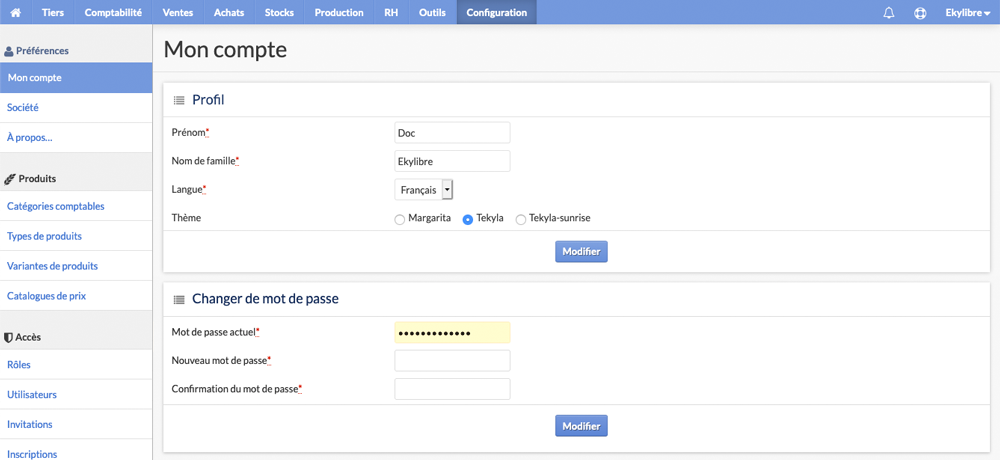 Tiers Comptabilité Ventes Achats Stocks Production RH Outils Configuration Ekylibre
Préférences
Mon compte
Société
À propos...
Produits
Catégories comptables
Types de produits
Variantes de produits
Catalogues de prix
Accès
Rôles
Utilisateurs
Invitations
Inscriptions
Mon compte
Profil
Prénom* Doc
Nom de famille* Ekylibre
Langue* Français
Thème Margarita Tekyla Tekyla-sunrise
Modifier
Changer de mot de passe
Mot de passe actuel* •••••••••••••
Nouveau mot de passe*
Confirmation du mot de passe*
Modifier